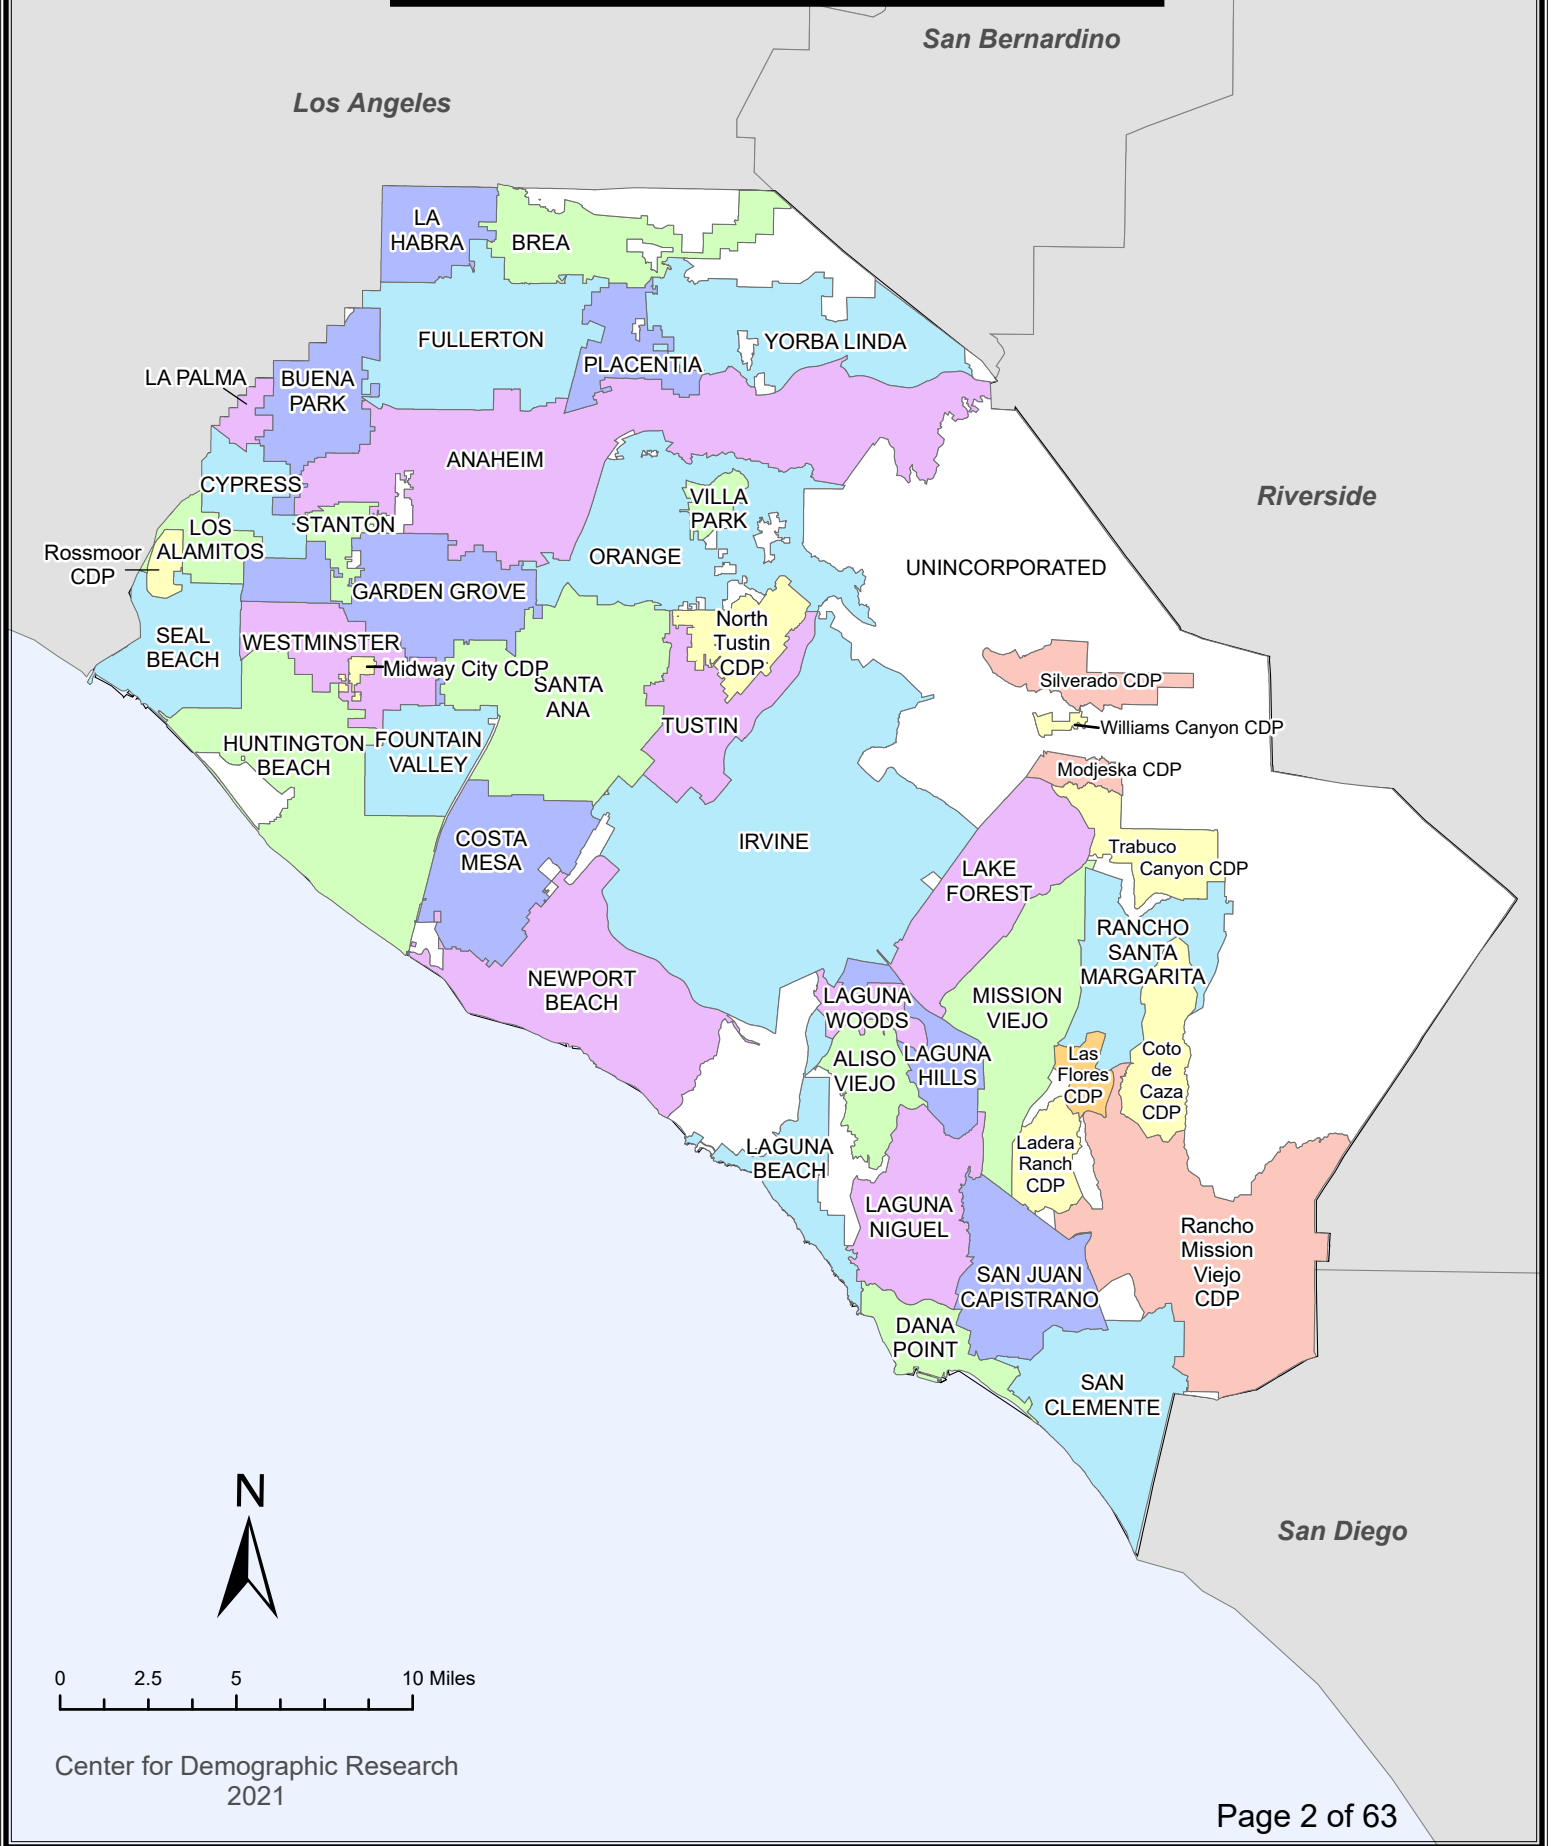 San Bernardino
Los Angeles
LA
HABRA
BREA
FULLERTON
YORBA LINDA
PLACENTIA
LA PALMA
BUENA
PARK
ANAHEIM
CYPRESS
VILLA
PARK
Riverside
STANTON
LOS
ALAMITOS
Rossmoor
CDP
ORANGE
UNINCORPORATED
GARDEN GROVE
North
Tustin
CDP
SEAL
BEACH
WESTMINSTER
Midway City CDP
SANTA
ANA
Silverado CDP
TUSTIN
Williams Canyon CDP
HUNTINGTON
BEACH
FOUNTAIN
VALLEY
Modjeska CDP
COSTA
MESA
IRVINE
Trabuco
Canyon CDP
LAKE
FOREST
RANCHO
SANTA
MARGARITA
NEWPORT
BEACH
LAGUNA
WOODS
MISSION
VIEJO
ALISO
VIEJO
LAGUNA
HILLS
Las
Flores
CDP
Coto
de
Caza
CDP
LAGUNA
BEACH
Ladera
Ranch
CDP
LAGUNA
NIGUEL
Rancho
Mission
Viejo
CDP
SAN JUAN
CAPISTRANO
DANA
POINT
SAN
CLEMENTE
N
San Diego
0 2.5 5 10 Miles
Center for Demographic Research
2021
Page 2 of 63